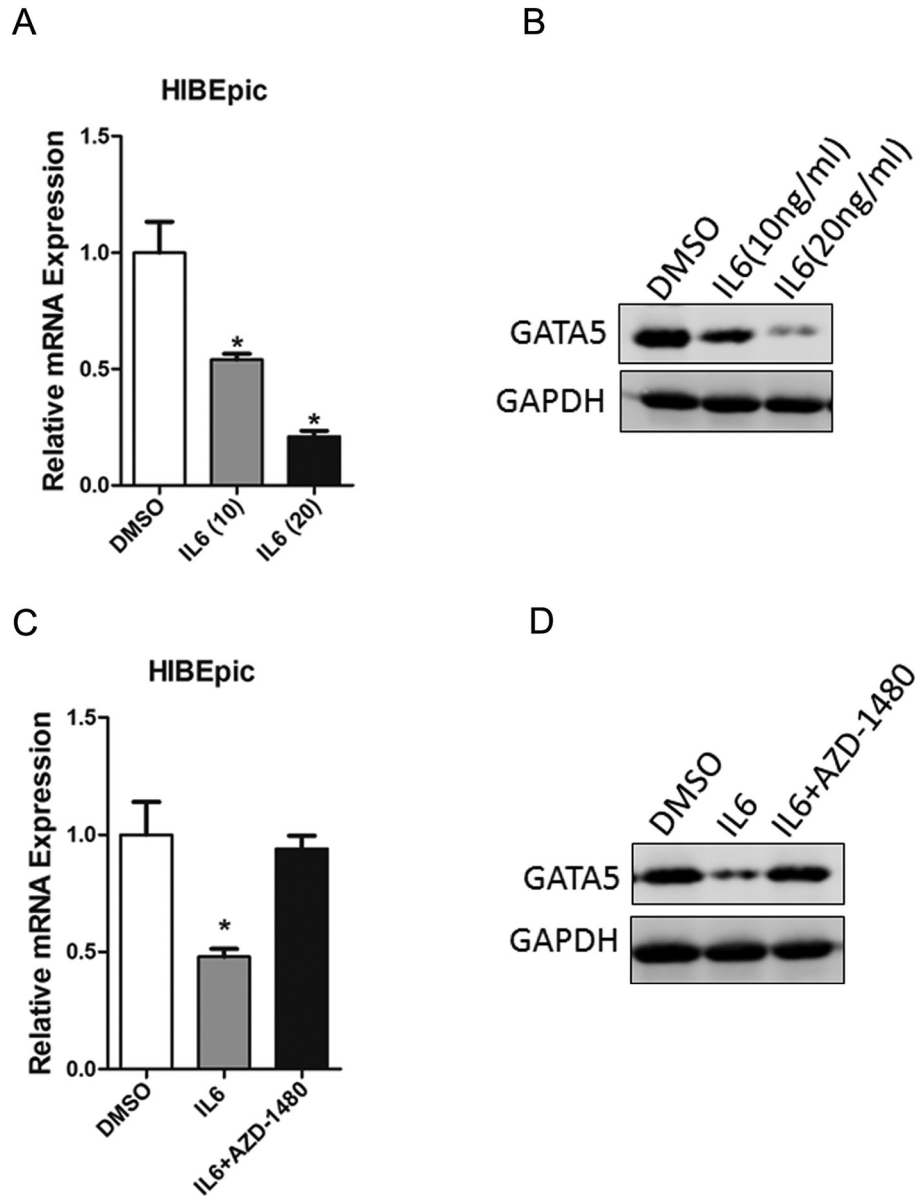 A
HIBEpic
Relative mRNA Expression
1.5
1.0
0.5
0.0
*
*
DMSO
IL6 (10)
IL6 (20)
B
DMSO
IL6(10ng/ml)
IL6(20ng/ml)
GATA5
GAPDH
C
HIBEpic
Relative mRNA Expression
1.5
1.0
0.5
0.0
*
DMSO
IL6
IL6+AZD-1480
D
DMSO
IL6
IL6+AZD-1480
GATA5
GAPDH